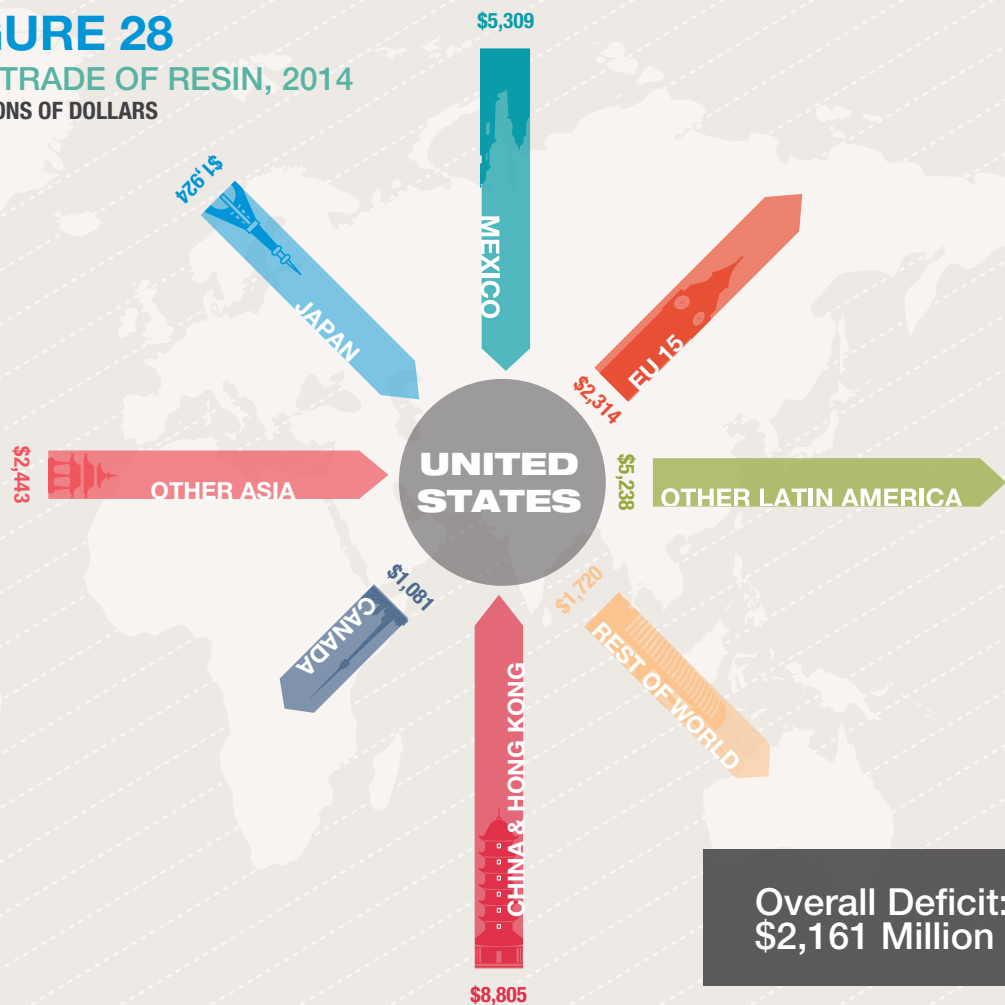 GURE 28
TRADE OF RESIN, 2014
ONS OF DOLLARS
$5,309
MEXICO
$1,924
JAPAN
EU 15
$2,314
$2,443
OTHER ASIA
UNITED
STATES
$5,238
OTHER LATIN AMERICA
$1,081
CANADA
$1,720
REST OF WORLD
CHINA & HONG KONG
$8,805
Overall Deficit:
$2,161 Million